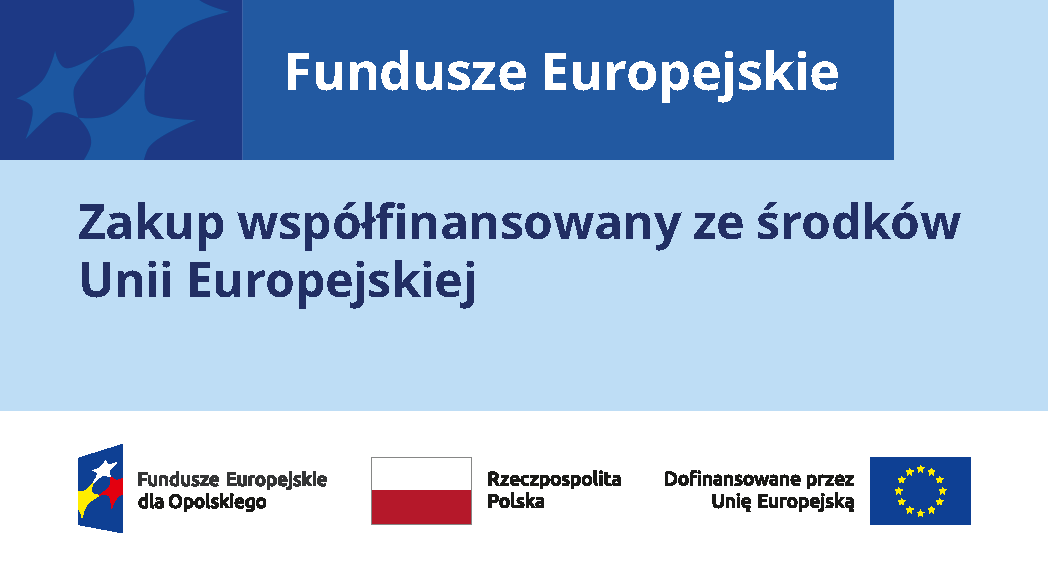 Fundusze Europejskie
Zakup współfinansowany ze środków
Unii Europejskiej
Fundusze Europejskie
dla Opolskiego
Rzeczpospolita
Polska
Dofinansowane przez
Unię Europejską